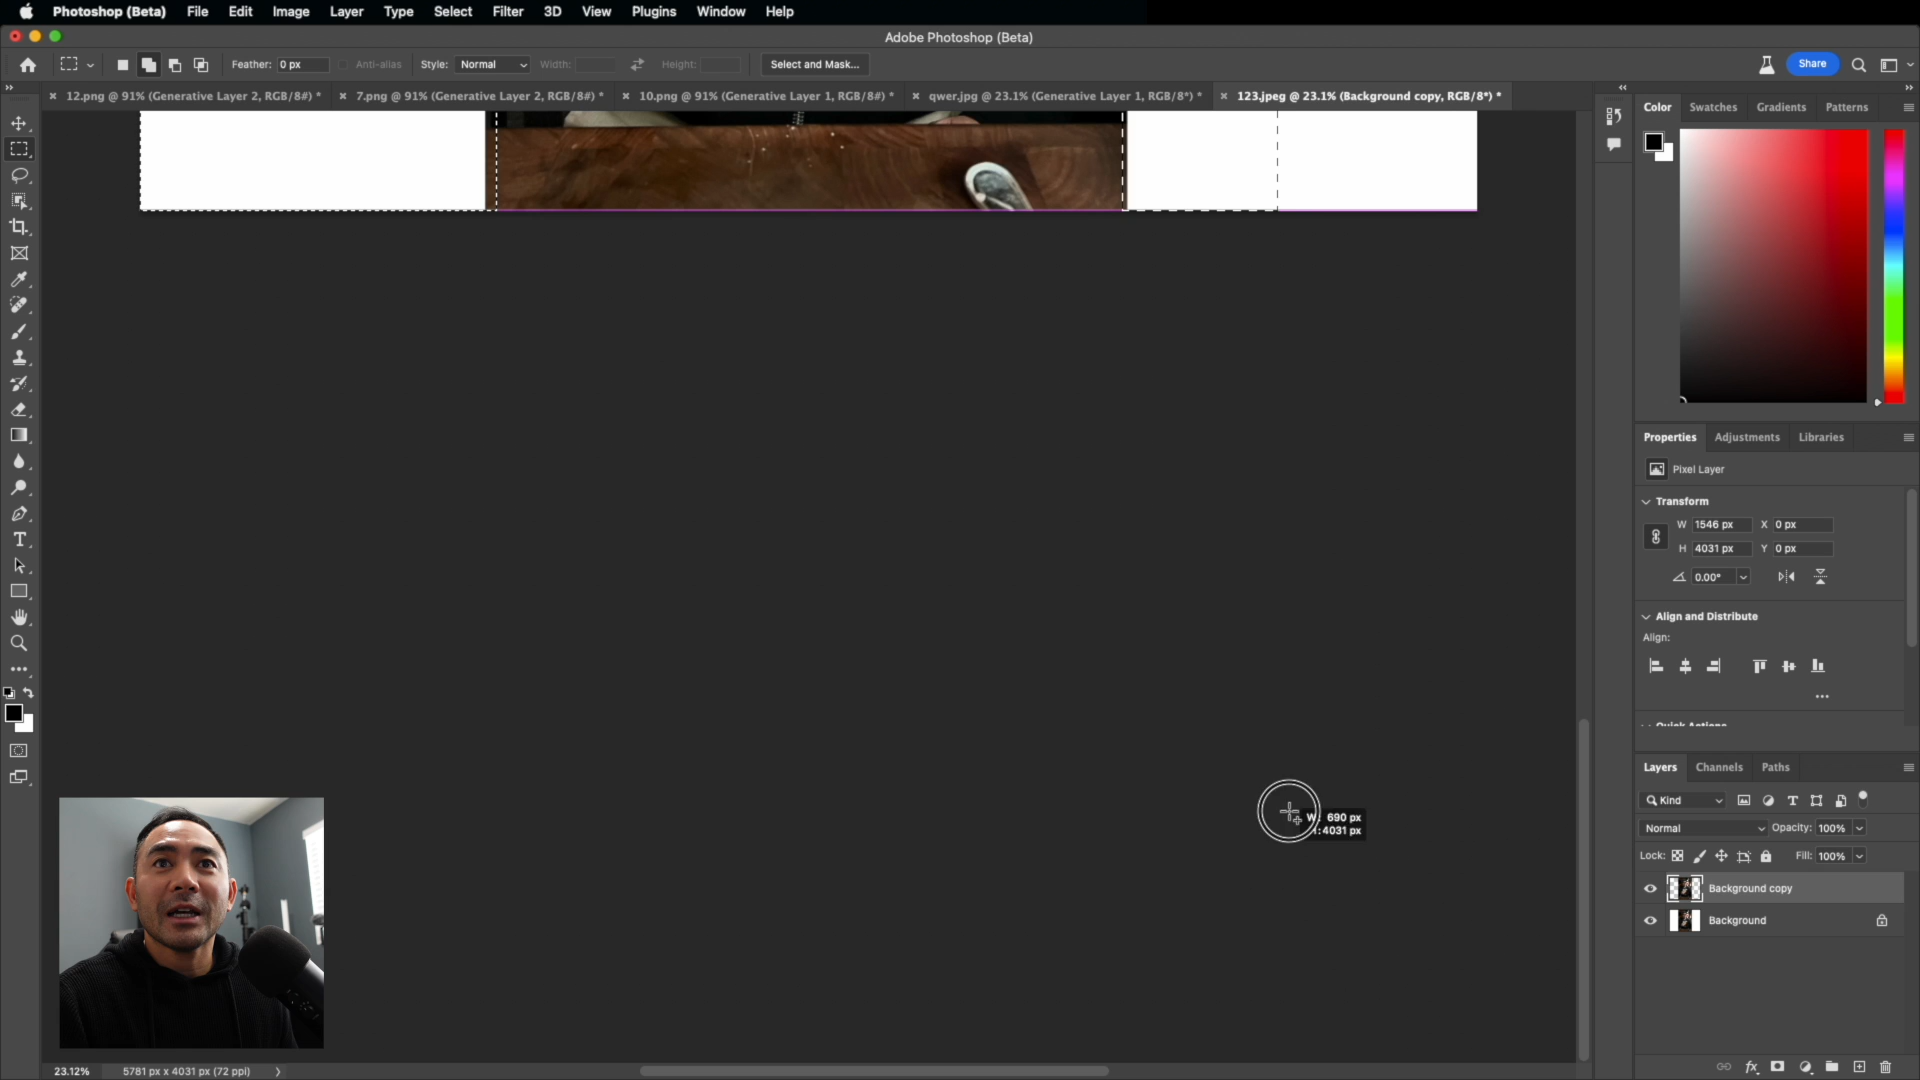 Photoshop (Beta) File Edit Image Layer Type Select Filter 3D View Plugins Window Help
Adobe Photoshop (Beta)
Feather: 0 px Anti-alias Style: Normal Width: Height: Select and Mask... Share
12.png @ 91% (Generative Layer 2, RGB/8#) * 7.png @ 91% (Generative Layer 2, RGB/8#) * 10.png @ 91% (Generative Layer 1, RGB/8#) * qwer.jpg @ 23.1% (Generative Layer 1, RGB/8*) * 123.jpeg @ 23.1% (Background copy, RGB/8*) *
Color Swatches Gradients Patterns
Properties Adjustments Libraries
Pixel Layer
Transform
W 1546 px X 0 px
H 4031 px Y 0 px
0.00°
Align and Distribute
Align:
Quick Actions
Layers Channels Paths
Kind
Normal Opacity: 100%
Lock: Fill: 100%
Background copy
Background
W: 690 px
:4031 px
23.12% 5781 px x 4031 px (72 ppi)